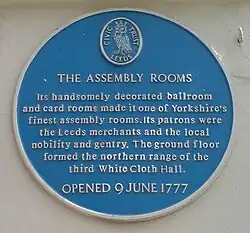 CIVIC TRUST
LEEDS
THE ASSEMBLY ROOMS
Its handsomely decorated ballroom
and card rooms made it one of Yorkshire's
finest assembly rooms. Its patrons were
the Leeds merchants and the local
nobility and gentry. The ground floor
formed the northern range of the
third White Cloth Hall.
OPENED 9 JUNE 1777